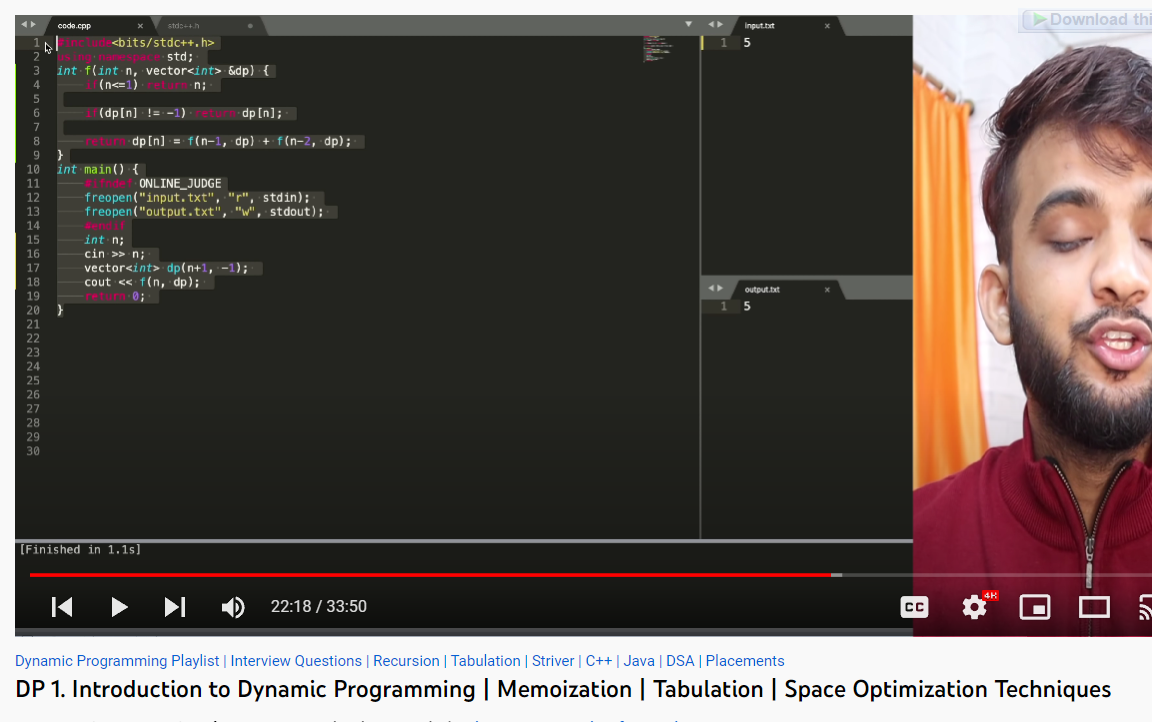 Download thi
code.cpp
stdc++.h
input.txt
1 #include<bits/stdc++.h>
2 using namespace std;
3 int f(int n, vector<int> &dp) {
4 if(n<=1) return n;
5
6 if(dp[n] != -1) return dp[n];
7
8 return dp[n] = f(n-1, dp) + f(n-2, dp);
9 }
10 int main() {
11 #ifndef ONLINE_JUDGE
12 freopen("input.txt", "r", stdin);
13 freopen("output.txt", "w", stdout);
14 #endif
15 int n;
16 cin >> n;
17 vector<int> dp(n+1, -1);
18 cout << f(n, dp);
19 return 0;
20 }
21
22
23
24
25
26
27
28
29
30
1 5
output.txt
1 5
[Finished in 1.1s]
22:18 / 33:50
CC
4K
Dynamic Programming Playlist | Interview Questions | Recursion | Tabulation | Striver | C++ | Java | DSA | Placements
DP 1. Introduction to Dynamic Programming | Memoization | Tabulation | Space Optimization Techniques